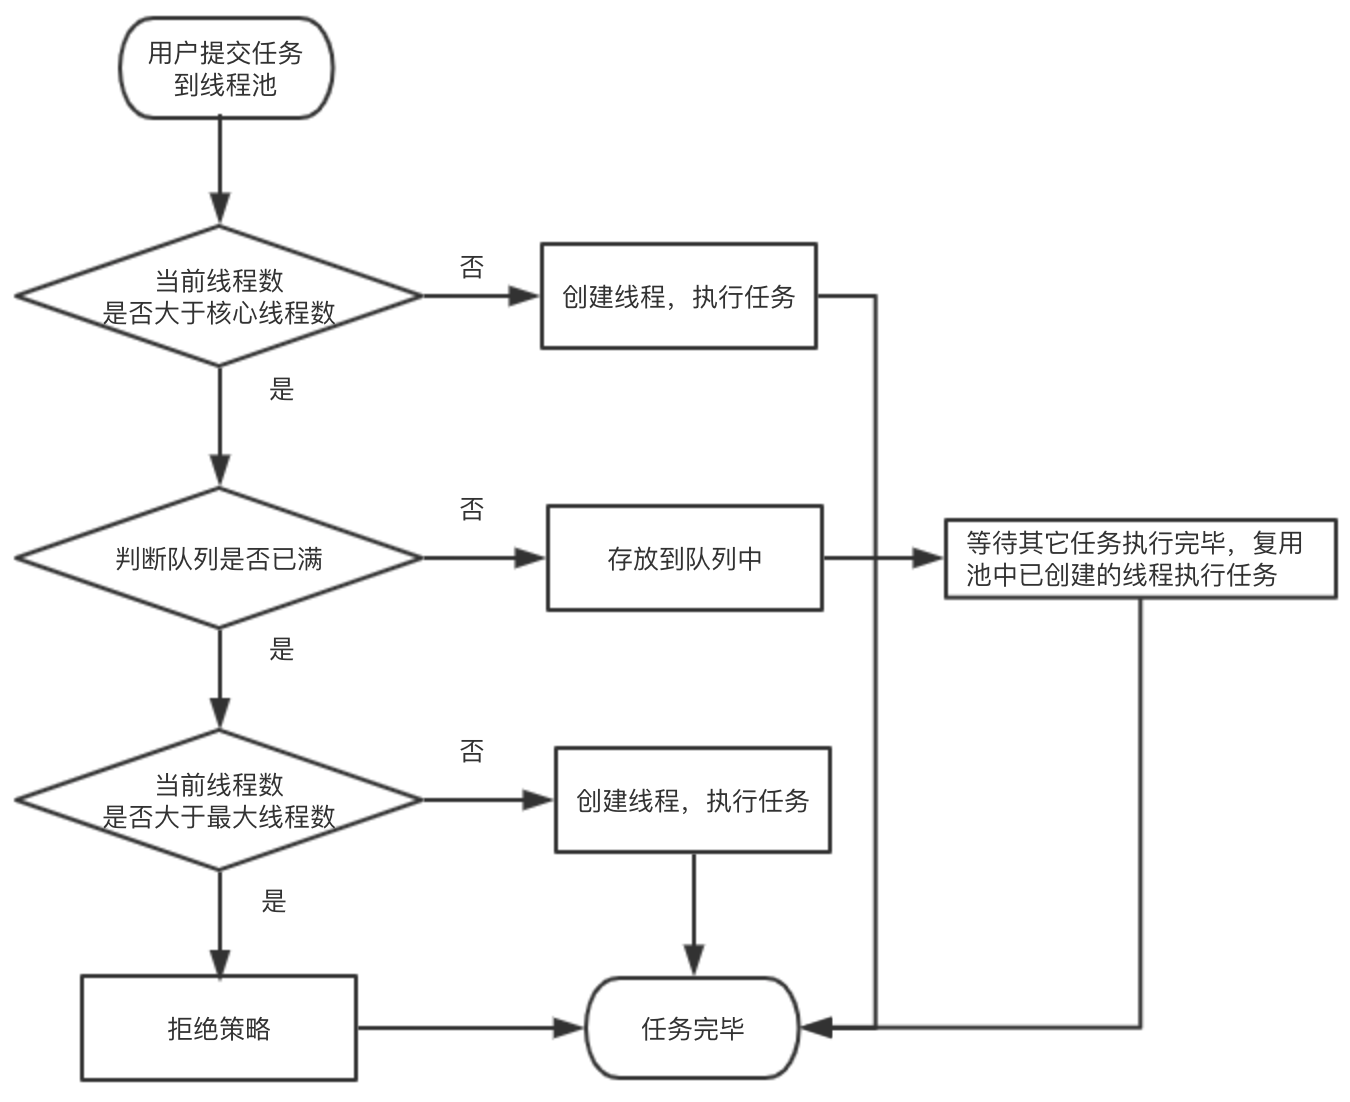 用户提交任务
到线程池
当前线程数
是否大于核心线程数
否
创建线程，执行任务
是
判断队列是否已满
否
存放到队列中
等待其它任务执行完毕，复用
池中已创建的线程执行任务
是
当前线程数
是否大于最大线程数
否
创建线程，执行任务
是
拒绝策略
任务完毕